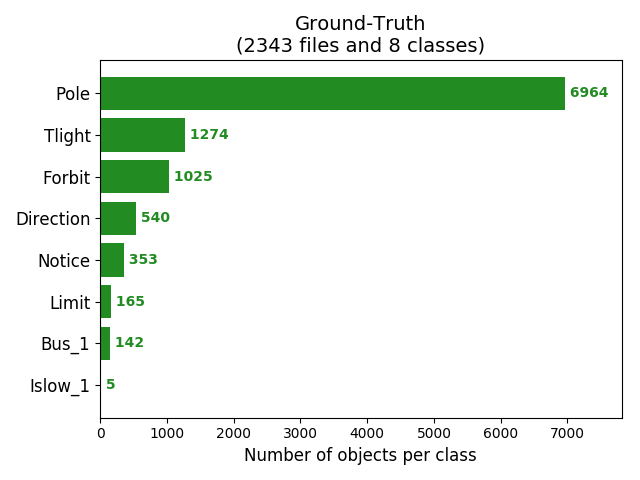 Ground-Truth
(2343 files and 8 classes)
Pole 6964
Tlight 1274
Forbit 1025
Direction 540
Notice 353
Limit 165
Bus_1 142
Islow_1 5
0 1000 2000 3000 4000 5000 6000 7000
Number of objects per class